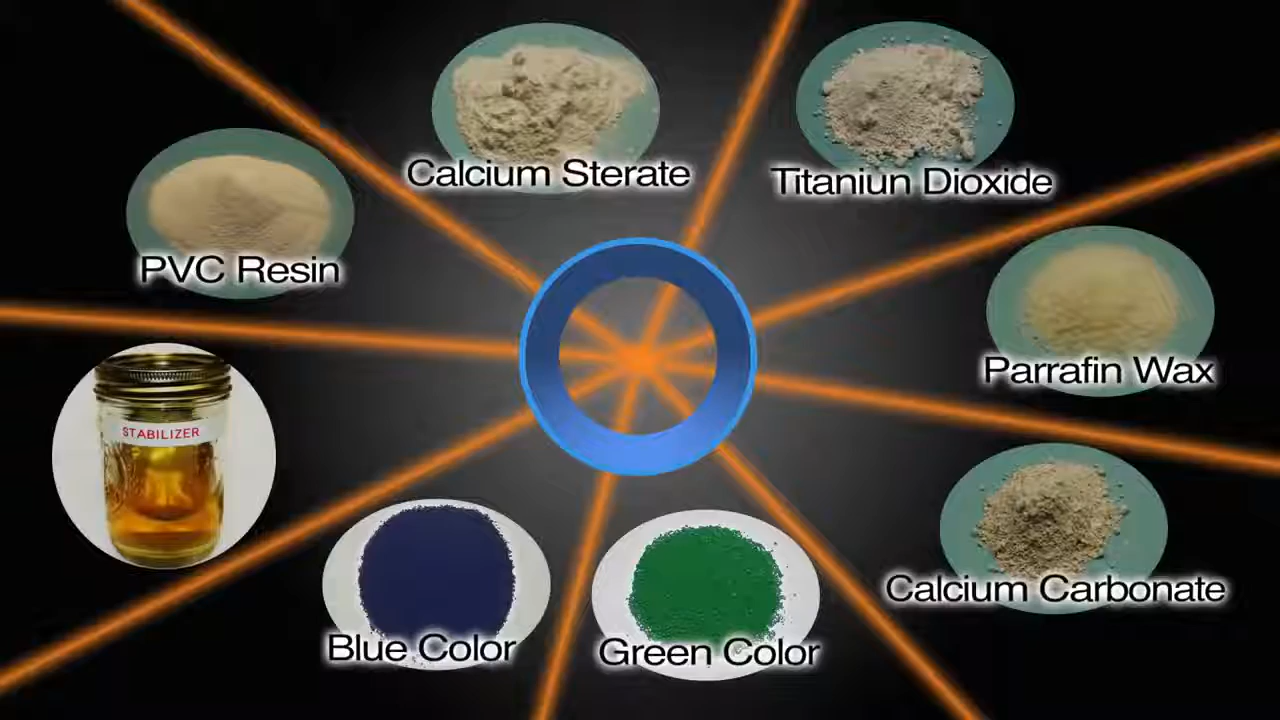 Calcium Sterate
Titaniun Dioxide
PVC Resin
Parrafin Wax
STABILIZER
Calcium Carbonate
Blue Color
Green Color